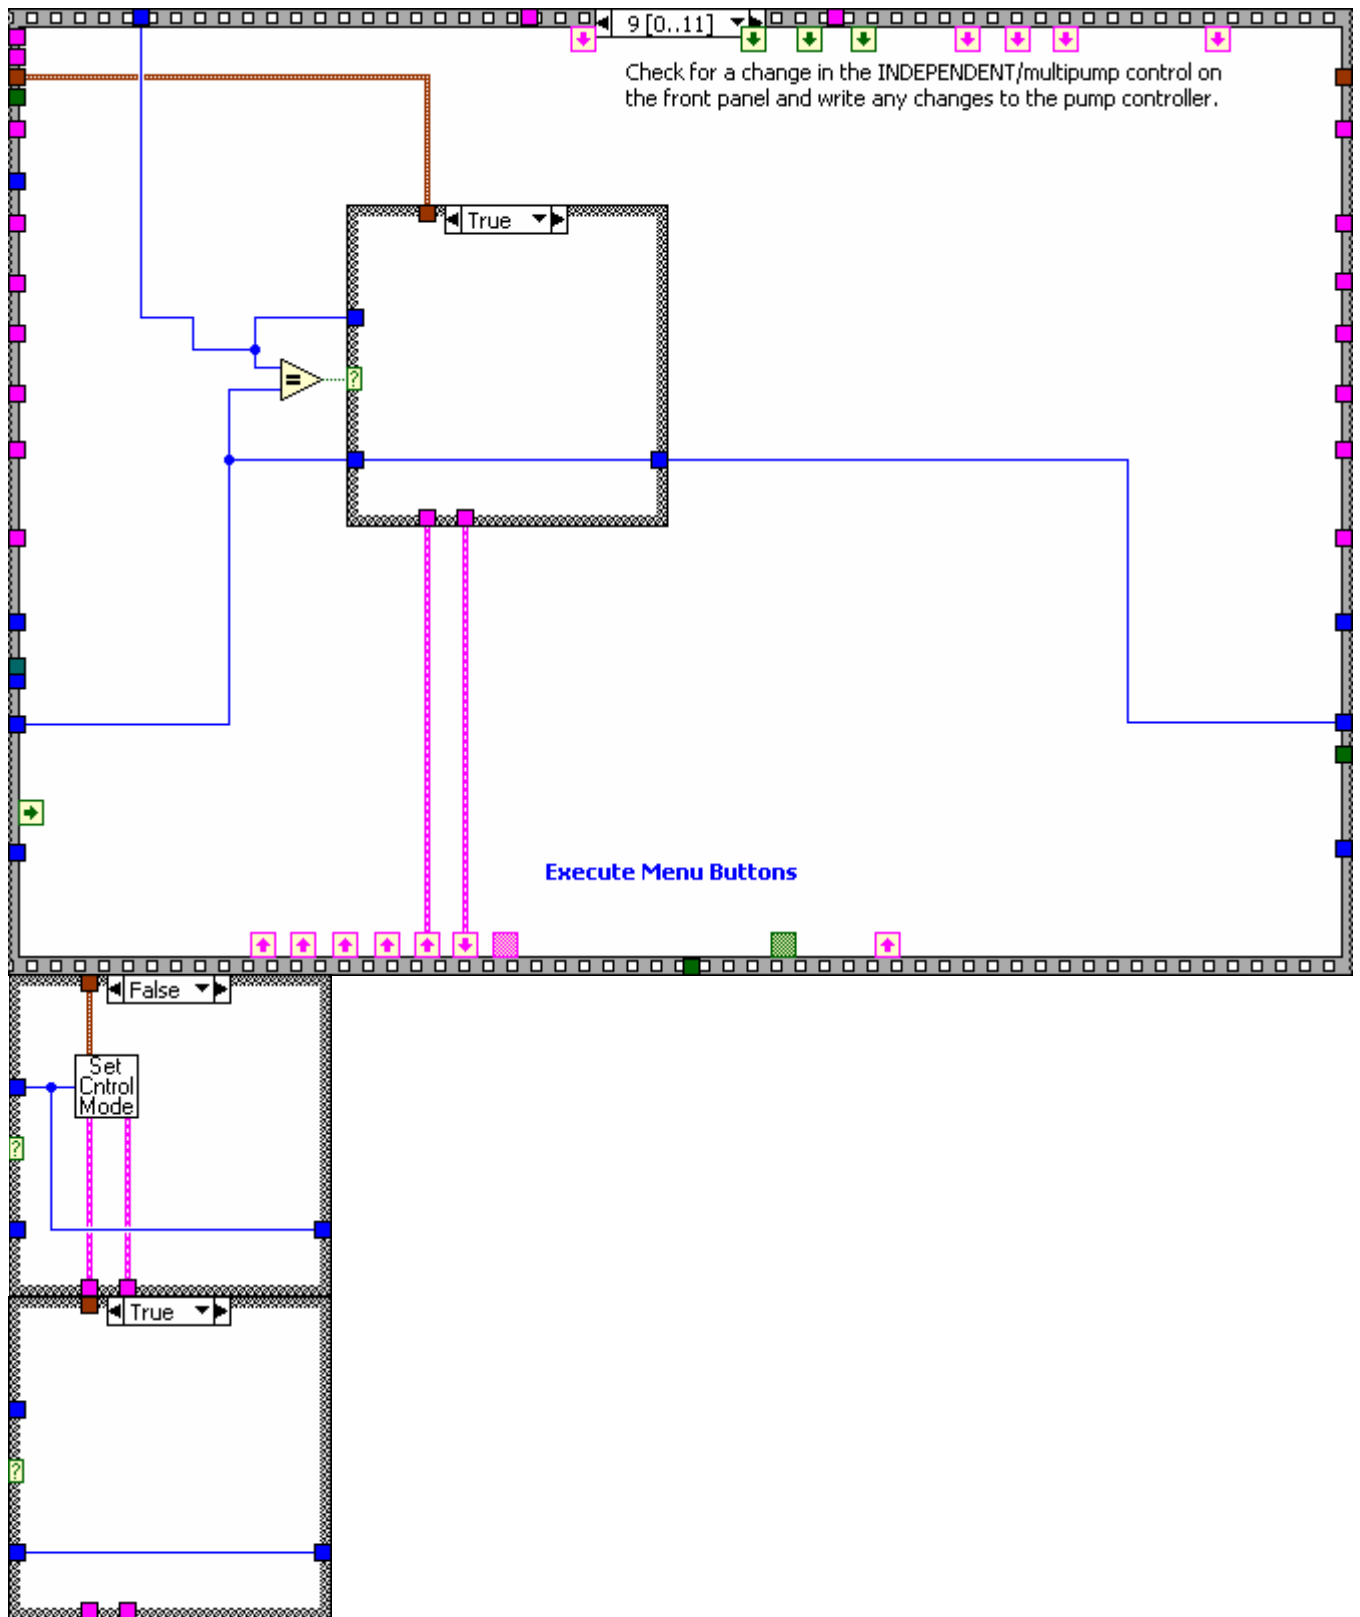 9 [0..11]
Check for a change in the INDEPENDENT/multipump control on
the front panel and write any changes to the pump controller.
True
=
?
Execute Menu Buttons
False
Set
Cntrol
Mode
?
True
?